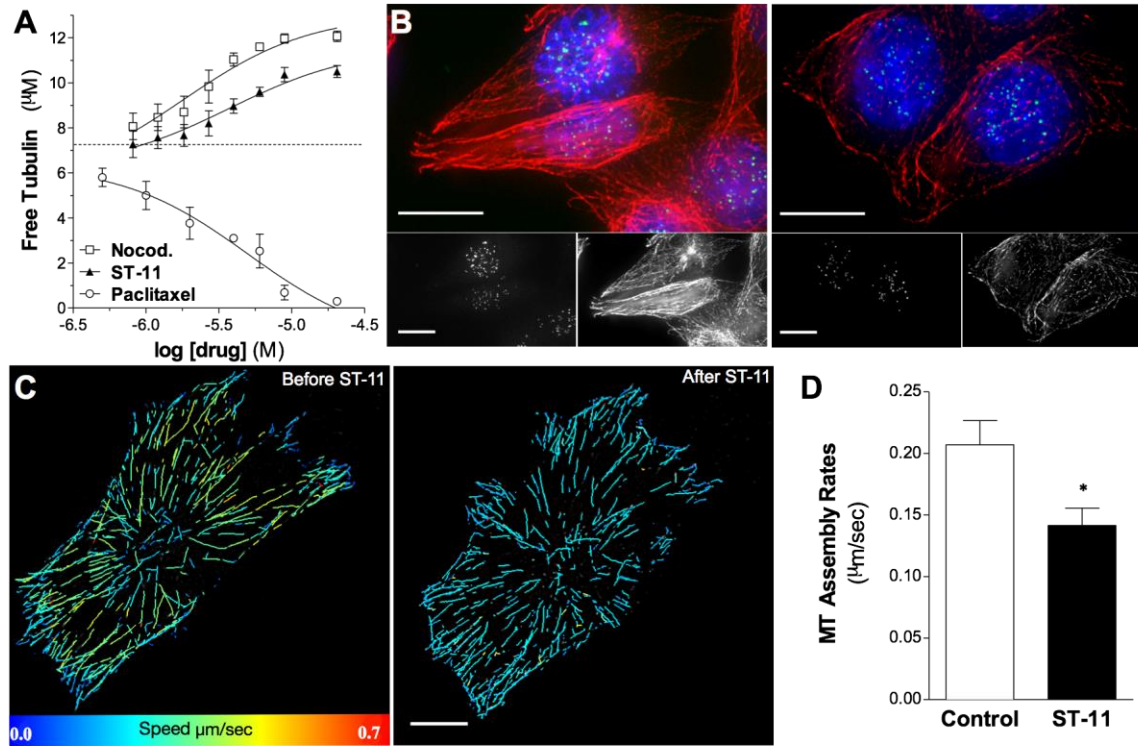 A
Free Tubulin (µM)
12
10
8
6
4
2
0
Nocod.
ST-11
Paclitaxel
-6.5
-6.0
-5.5
-5.0
-4.5
log [drug] (M)
B
C
Before ST-11
0.0
Speed µm/sec
0.7
After ST-11
D
MT Assembly Rates
(µm/sec)
0.25
0.20
0.15
0.10
0.05
0.00
*
Control
ST-11